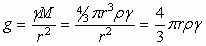 g = γM/r² = (4/3 πr³ργ)/r² = 4/3 πrργ